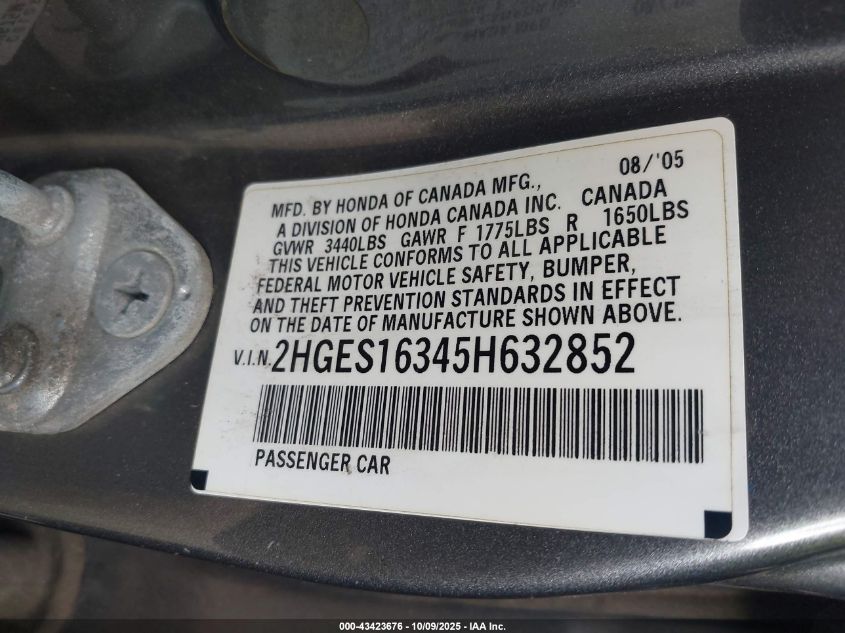 08/'05
MFD. BY HONDA OF CANADA MFG.,
A DIVISION OF HONDA CANADA INC. CANADA
GVWR 3440LBS GAWR F 1775LBS R 1650LBS
THIS VEHICLE CONFORMS TO ALL APPLICABLE
FEDERAL MOTOR VEHICLE SAFETY, BUMPER,
AND THEFT PREVENTION STANDARDS IN EFFECT
ON THE DATE OF MANUFACTURE SHOWN ABOVE.
V.I.N. 2HGES16345H632852
PASSENGER CAR
000-43423676 - 10/09/2025 - IAA Inc.